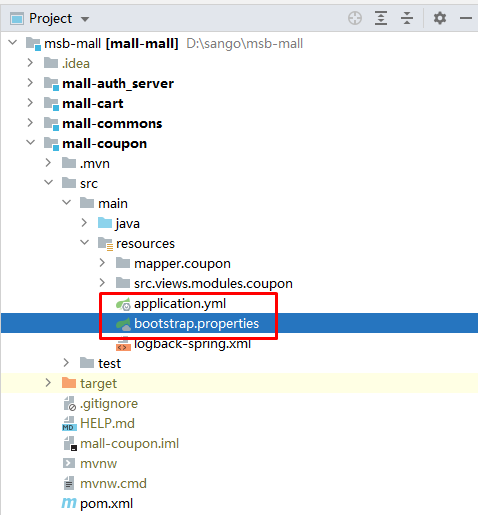 Project
msb-mall [mall-mall] D:\sango\msb-mall
.idea
mall-auth_server
mall-cart
mall-commons
mall-coupon
.mvn
src
main
java
resources
mapper.coupon
src.views.modules.coupon
application.yml
bootstrap.properties
logback-spring.xml
test
target
.gitignore
MD HELP.md
mall-coupon.iml
mvnw
mvnw.cmd
m pom.xml